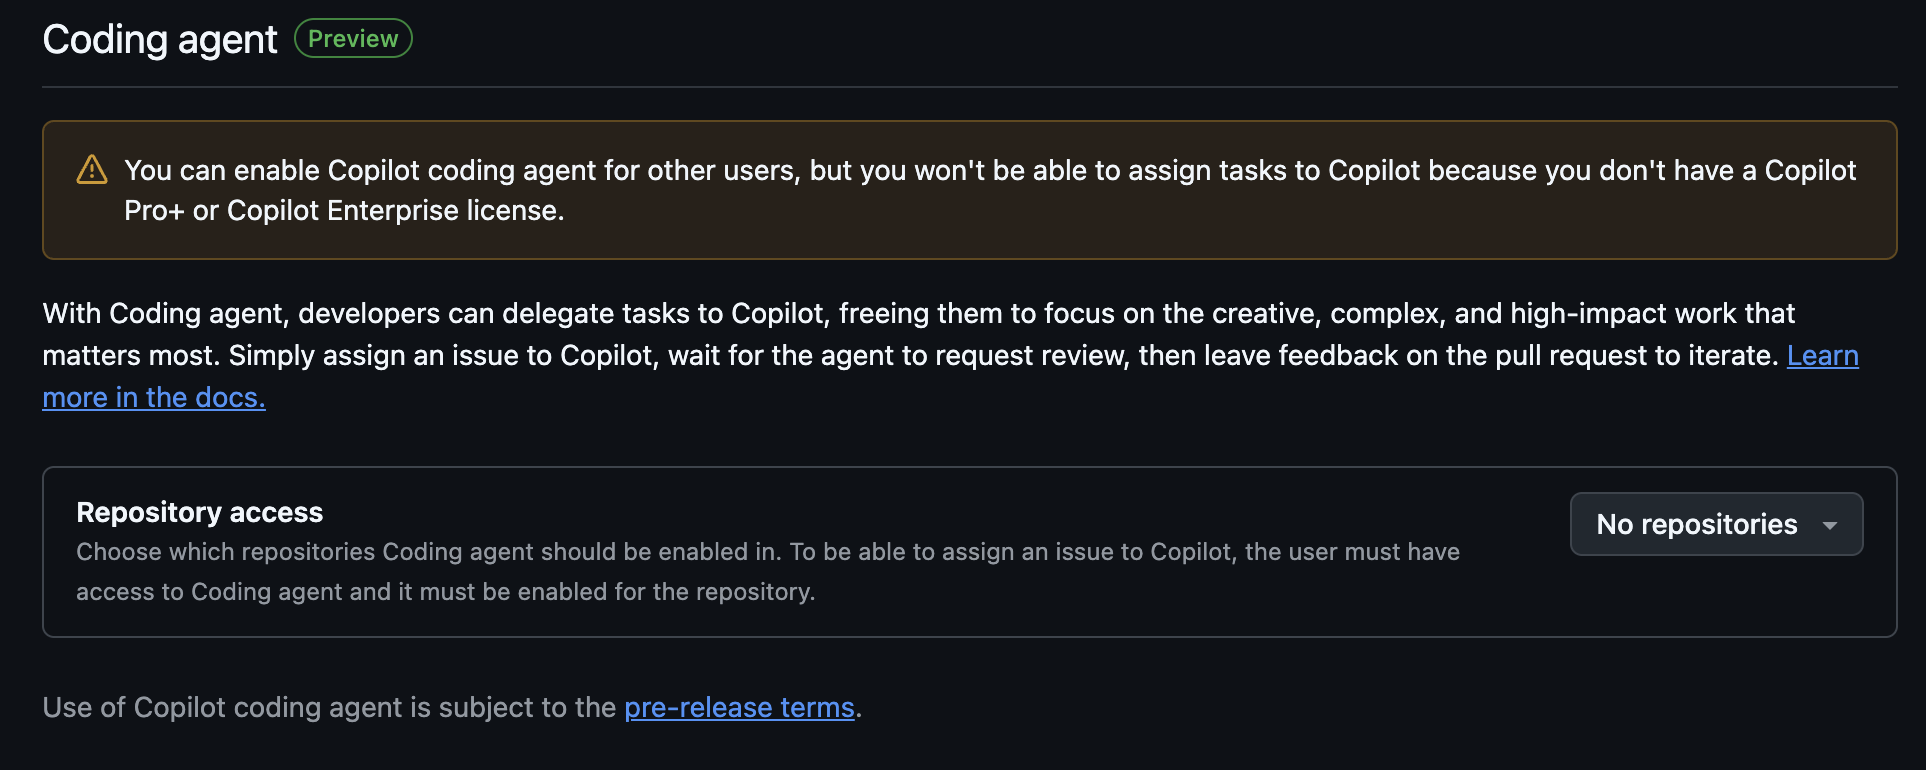 Coding agent Preview
You can enable Copilot coding agent for other users, but you won't be able to assign tasks to Copilot because you don't have a Copilot
Pro+ or Copilot Enterprise license.
With Coding agent, developers can delegate tasks to Copilot, freeing them to focus on the creative, complex, and high-impact work that
matters most. Simply assign an issue to Copilot, wait for the agent to request review, then leave feedback on the pull request to iterate. Learn
more in the docs.
Repository access
Choose which repositories Coding agent should be enabled in. To be able to assign an issue to Copilot, the user must have
access to Coding agent and it must be enabled for the repository.
No repositories
Use of Copilot coding agent is subject to the pre-release terms.